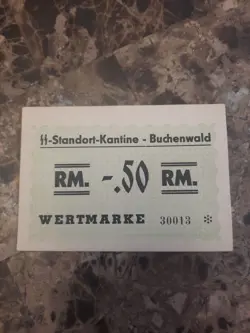 ϟϟ-Standort-Kantine - Buchenwald
RM. -.50 RM.
WERTMARKE 30013 *